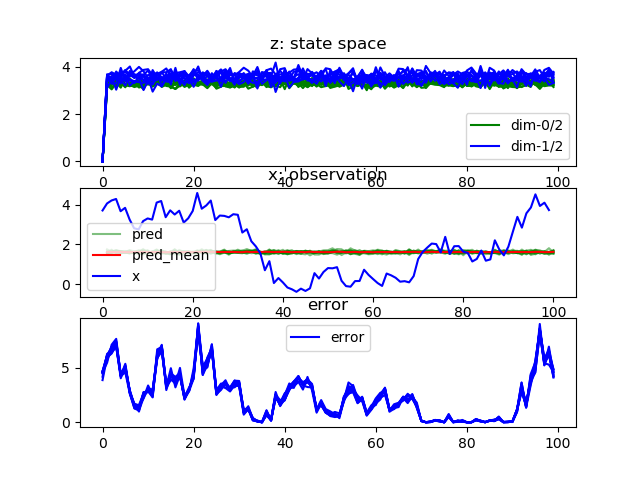 z: state space
4
2
0
dim-0/2
dim-1/2
0 20 40 60 80 100
x: observation
4
2
0
pred
pred_mean
x
0 20 40 60 80 100
error
5
0
error
0 20 40 60 80 100